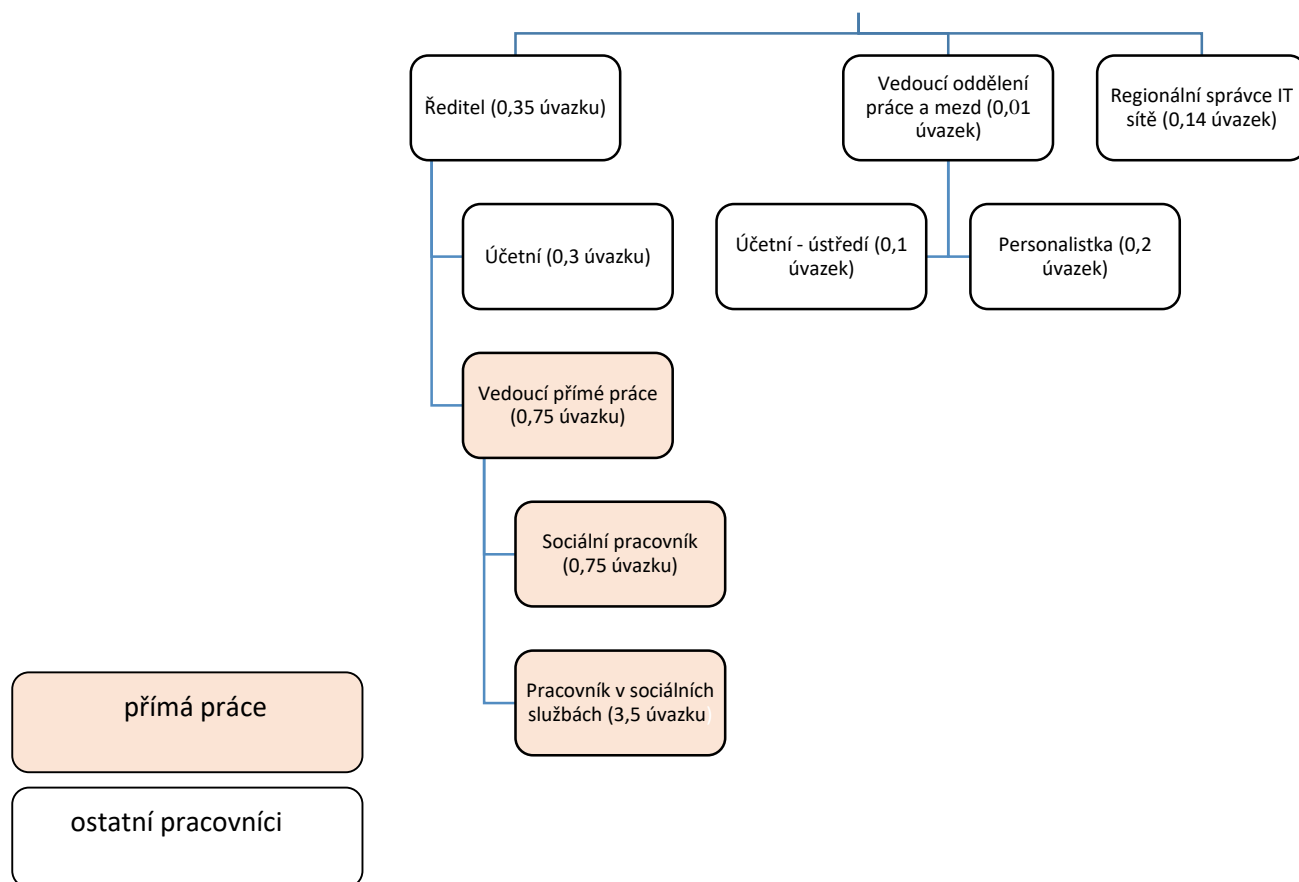 Ředitel (0,35 úvazku)
Vedoucí oddělení
práce a mezd (0,01
úvazek)
Regionální správce IT
sítě (0,14 úvazek)
Účetní (0,3 úvazku)
Účetní - ústředí (0,1
úvazek)
Personalistka (0,2
úvazek)
Vedoucí přímé práce
(0,75 úvazku)
Sociální pracovník
(0,75 úvazku)
Pracovník v sociálních
službách (3,5 úvazku)
přímá práce
ostatní pracovníci